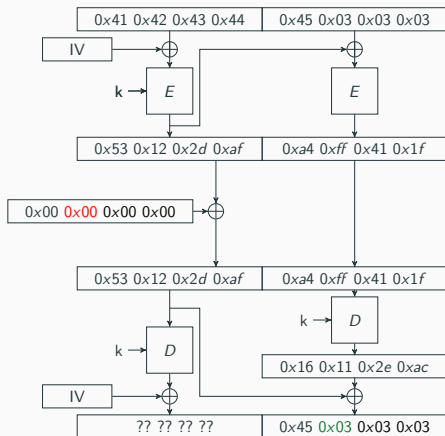 0x41 0x42 0x43 0x44 0x45 0x03 0x03 0x03
IV
k E E
0x53 0x12 0x2d 0xaf 0xa4 0xff 0x41 0x1f
0x00 0x00 0x00 0x00
0x53 0x12 0x2d 0xaf 0xa4 0xff 0x41 0x1f
k D
k D
0x16 0x11 0x2e 0xac
IV
?? ?? ?? ?? 0x45 0x03 0x03 0x03